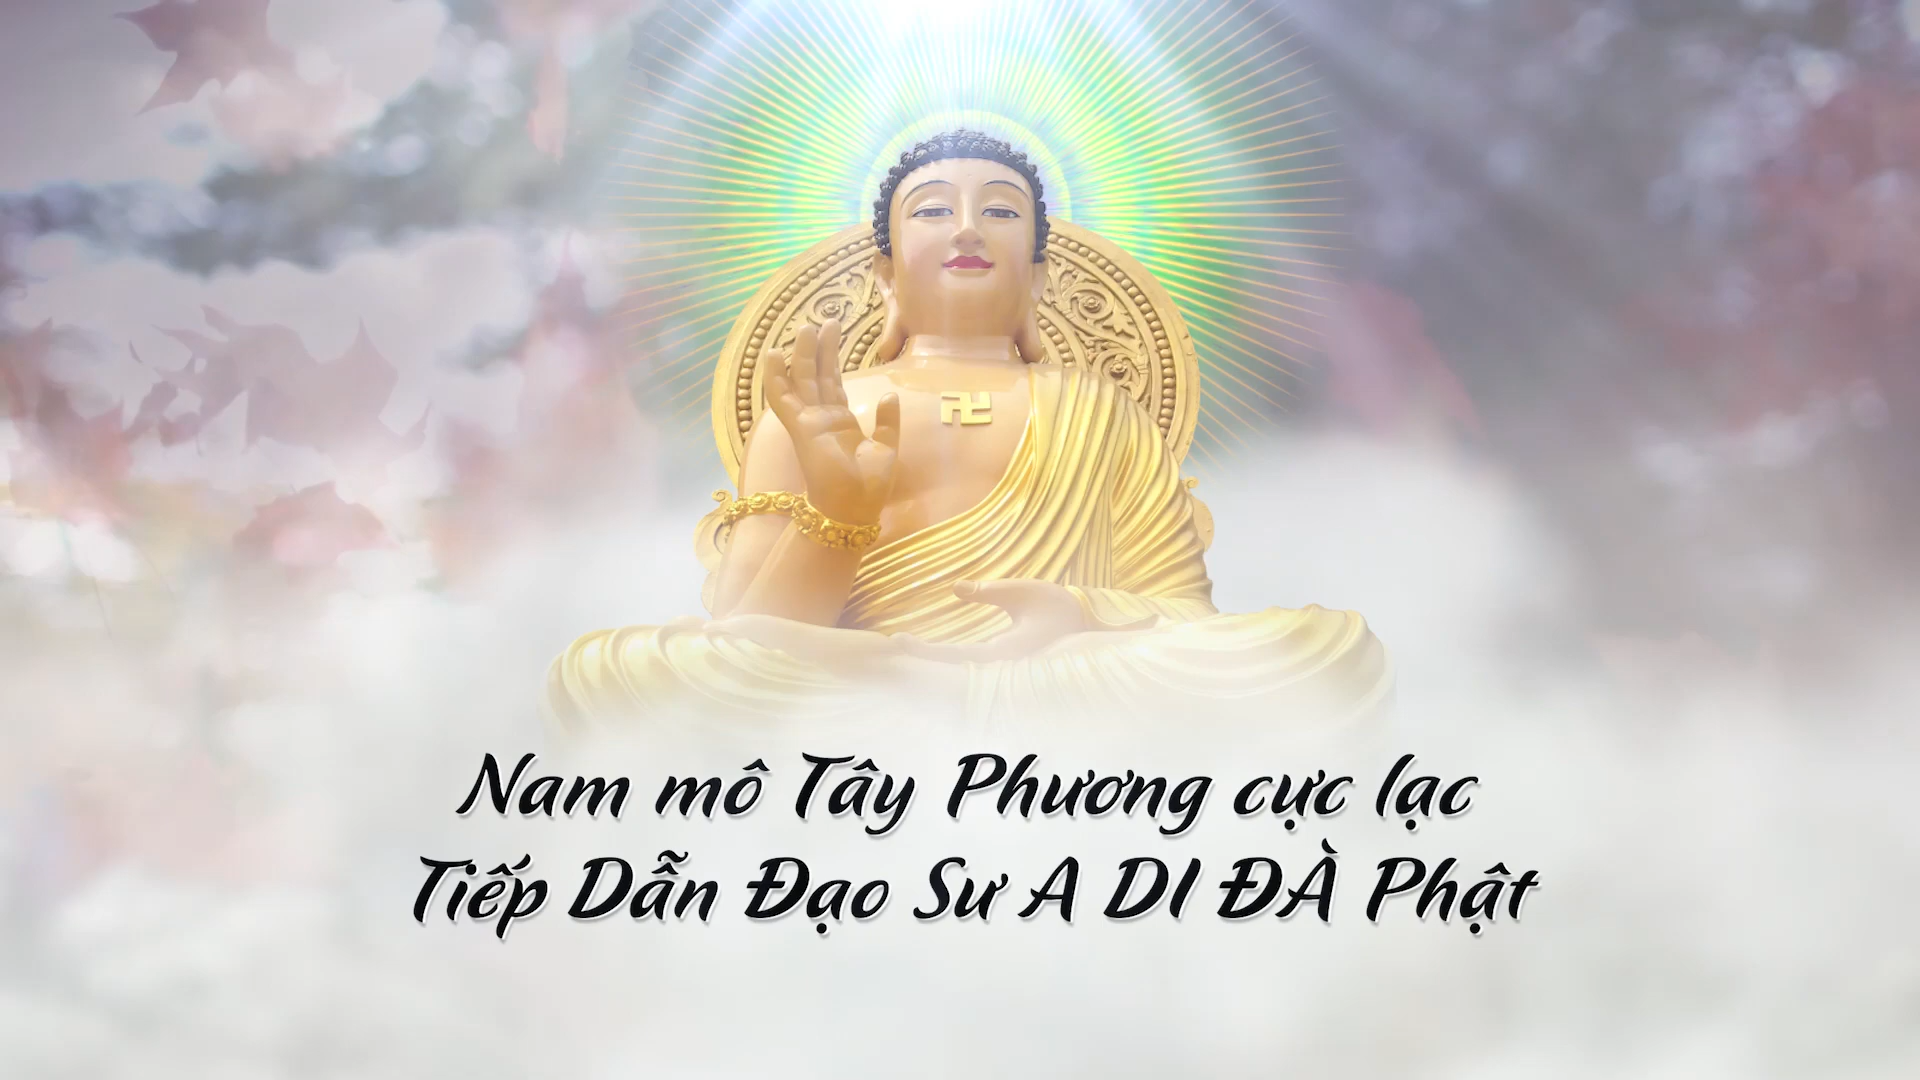 Nam mô Tây Phương cực lạc
Tiếp Dẫn Đạo Sư A DI ĐÀ Phật